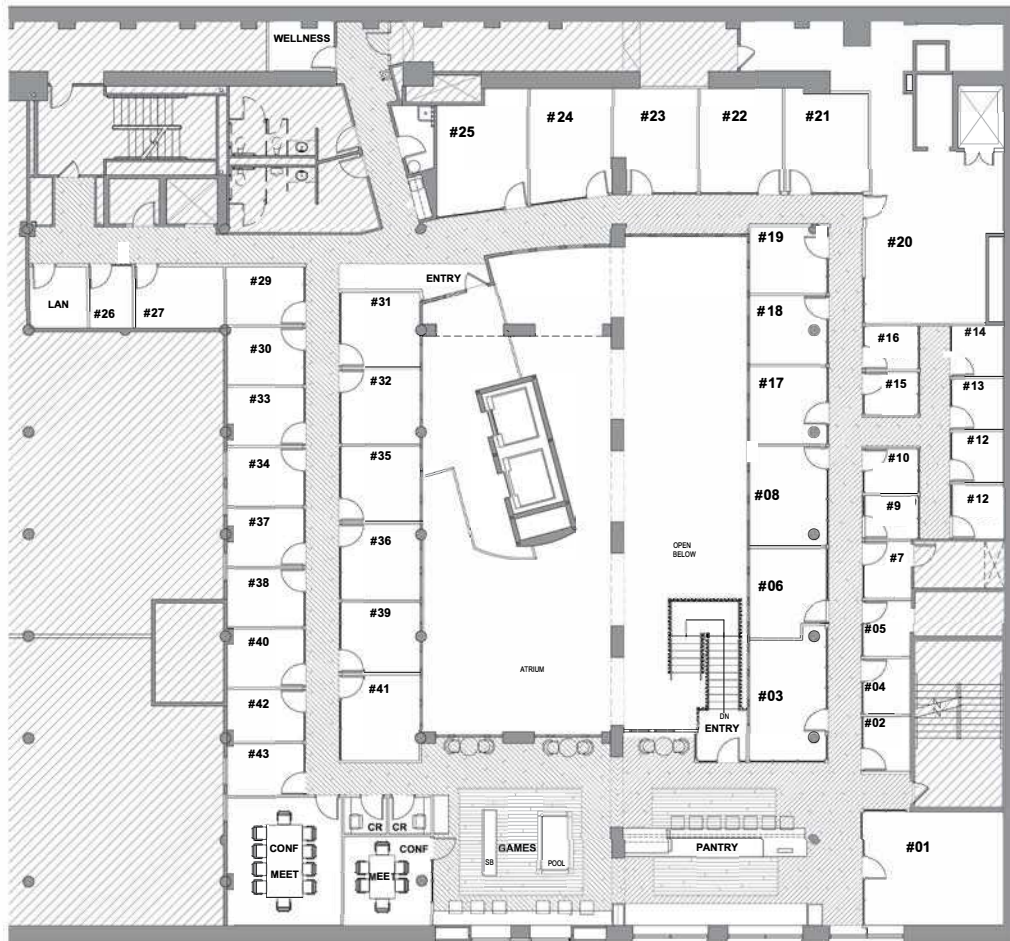 WELLNESS
#25
#24
#23
#22
#21
#20
#19
ENTRY
LAN
#26
#27
#29
#31
#18
#30
#32
#16
#14
#33
#17
#15
#13
#34
#35
#08
#10
#12
#37
#36
#9
#12
OPEN
BELOW
#38
#06
#7
#39
#40
#05
ATRIUM
#41
#03
#04
#42
DN
ENTRY
#02
#43
CR
CR
CONF
MEET
CONF
MEET
GAMES
SB
POOL
PANTRY
#01